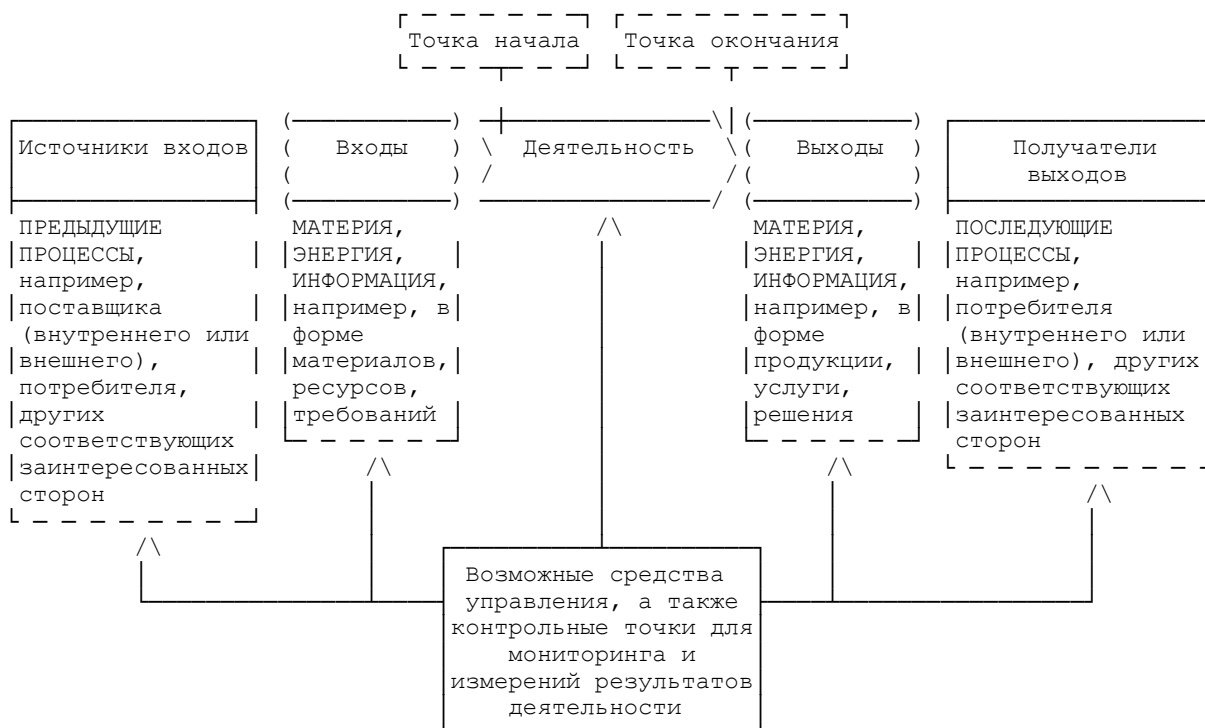 Точка начала
Точка окончания
Источники входов
Входы
Деятельность
Выходы
Получатели
выходов
ПРЕДЫДУЩИЕ
ПРОЦЕССЫ,
например,
поставщика
(внутреннего или
внешнего),
потребителя,
других
соответствующих
заинтересованных
сторон
МАТЕРИЯ,
ЭНЕРГИЯ,
ИНФОРМАЦИЯ,
например, в
форме
материалов,
ресурсов,
требований
МАТЕРИЯ,
ЭНЕРГИЯ,
ИНФОРМАЦИЯ,
например, в
форме
продукции,
услуги,
решения
ПОСЛЕДУЮЩИЕ
ПРОЦЕССЫ,
например,
потребителя
(внутреннего или
внешнего), других
соответствующих
заинтересованных
сторон
Возможные средства
управления, а также
контрольные точки для
мониторинга и
измерений результатов
деятельности